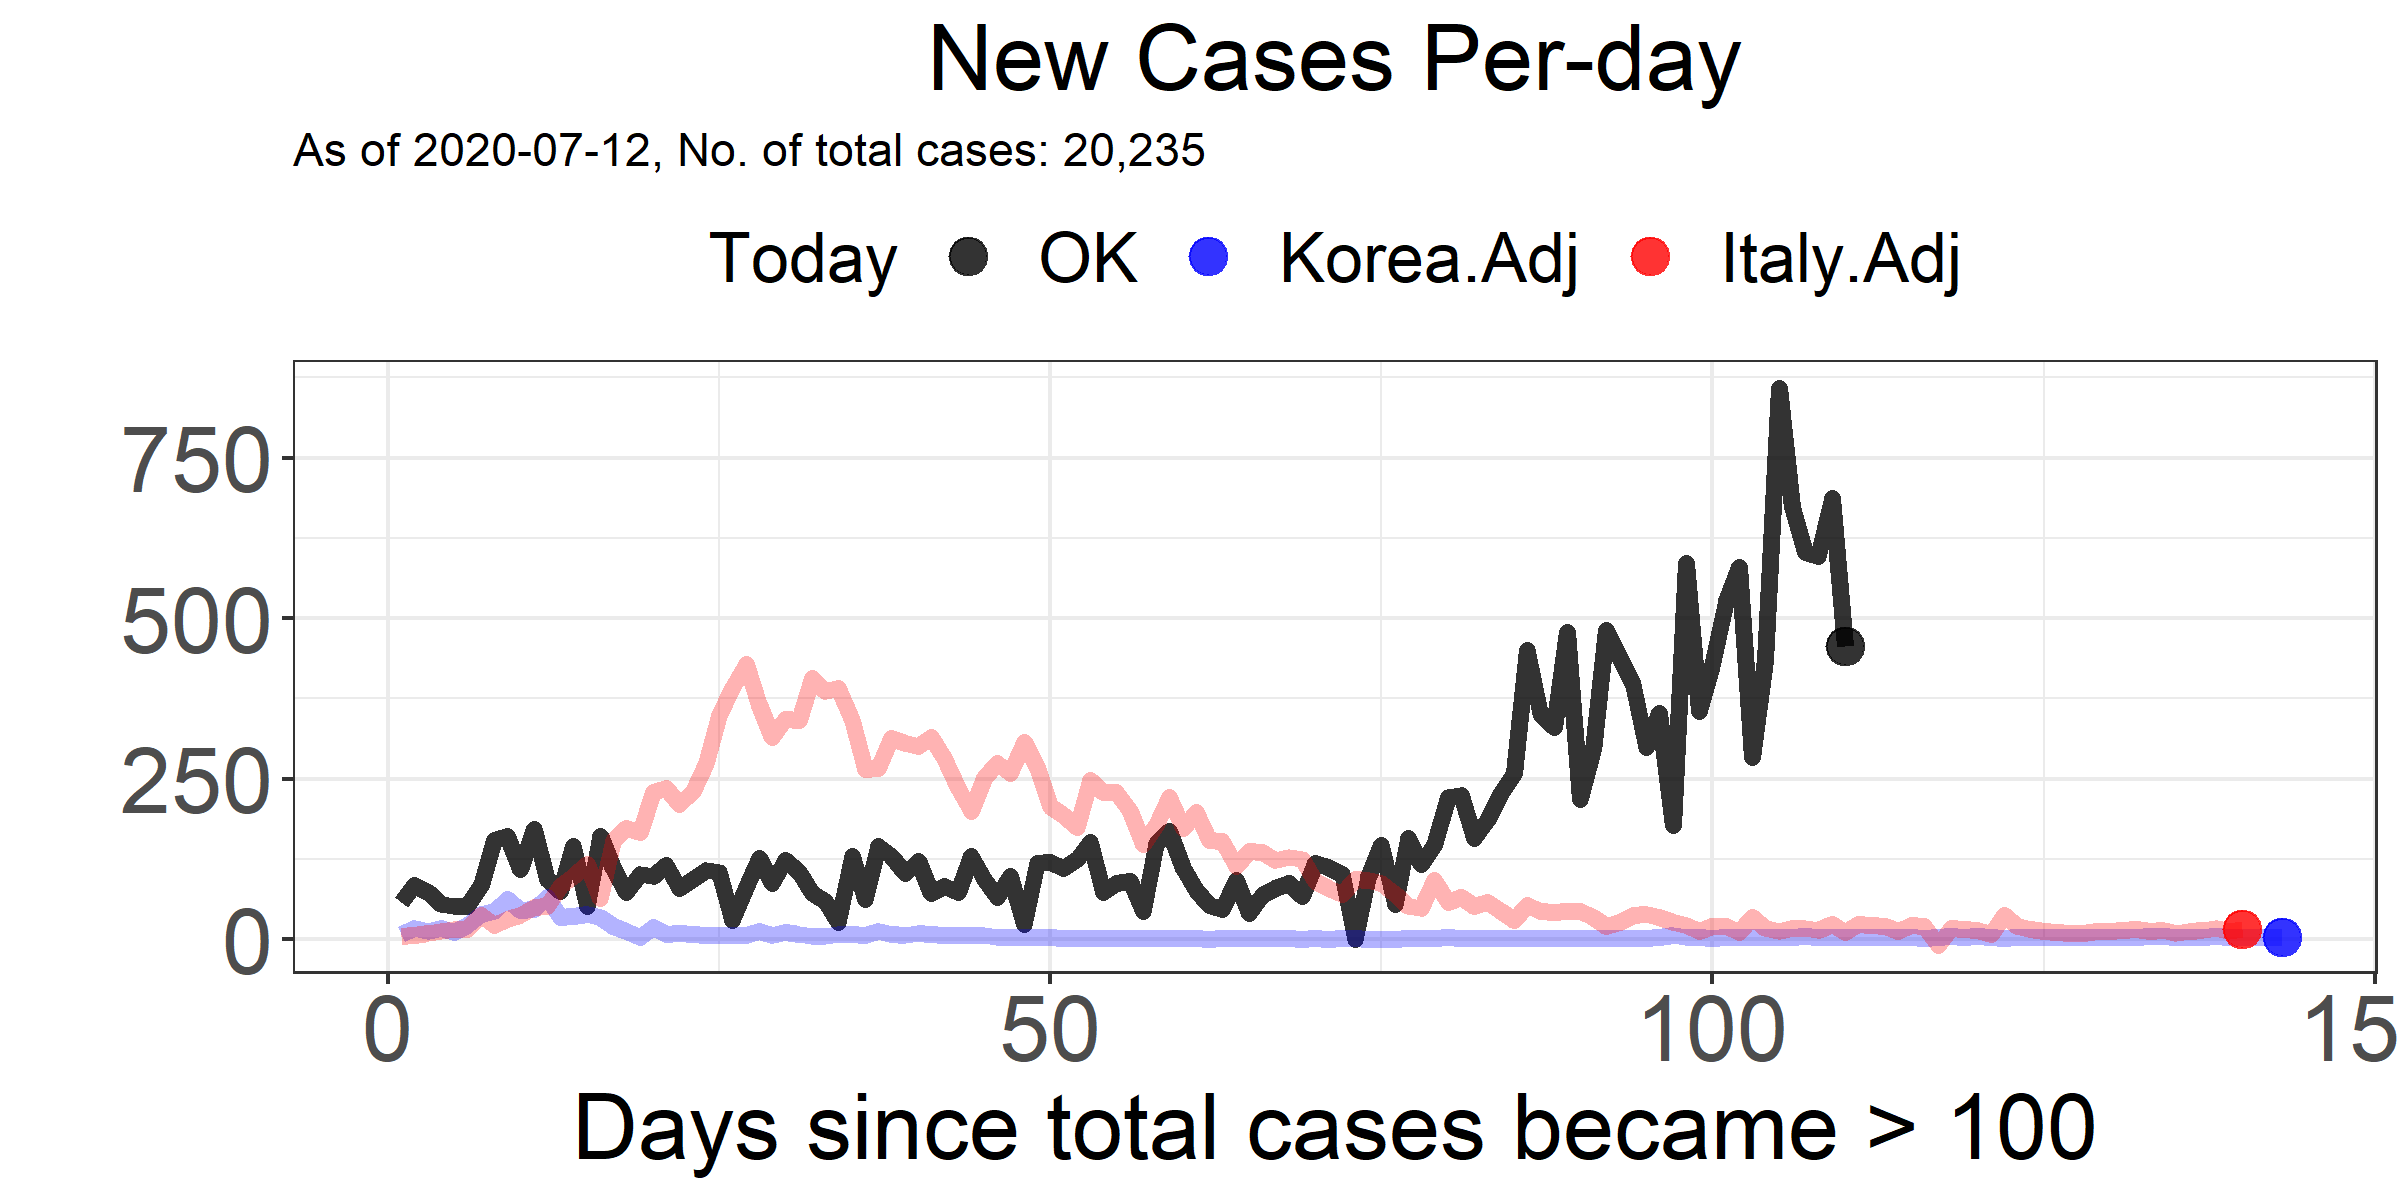 New Cases Per-day
As of 2020-07-12, No. of total cases: 20,235
Today OK Korea.Adj Italy.Adj
750
500
250
0
0 50 100 15
Days since total cases became > 100